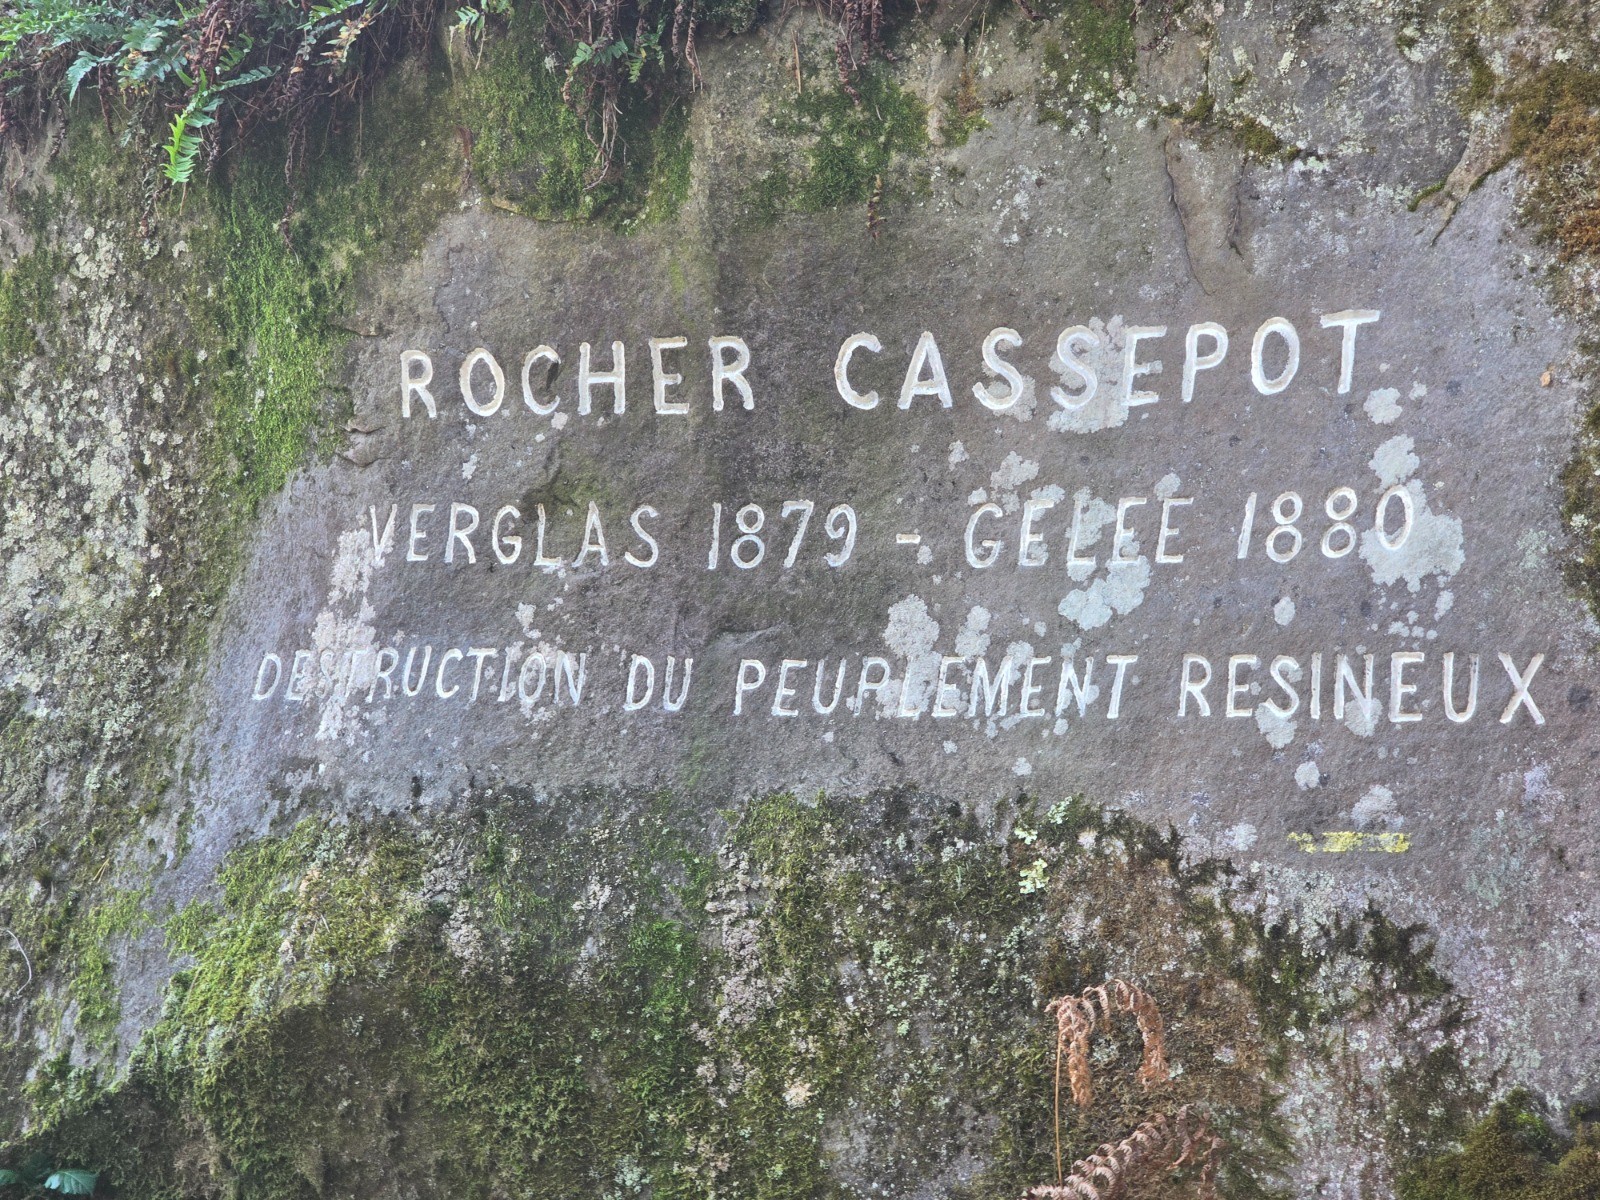 ROCHER CASSEPOT
VERGLAS 1879 - GELEE 1880
DESTRUCTION DU PEUPLEMENT RESINEUX